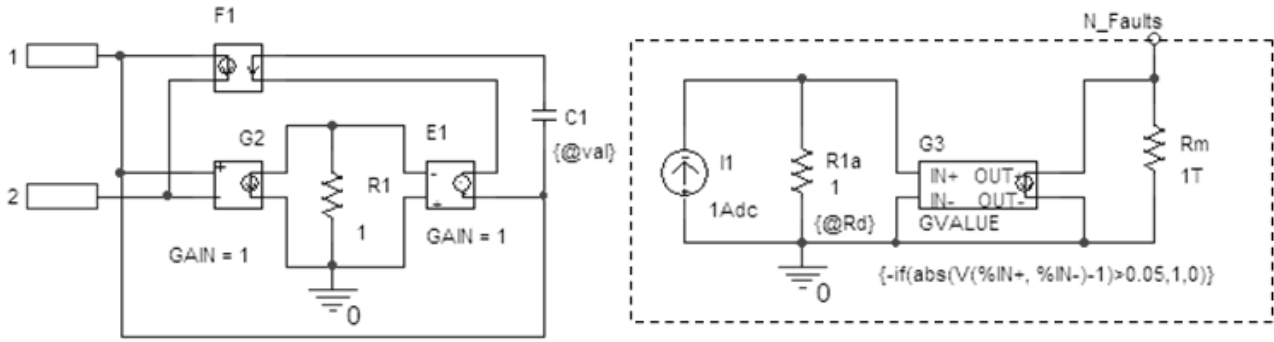 F1
N_Faults
1
C1
{@val}
G2
E1
+
-
-
+
R1
1
GAIN = 1
GAIN = 1
2
0
I1
1Adc
R1a
1
{@Rd}
G3
IN+ OUT+
IN- OUT-
GVALUE
Rm
1T
0
{-if(abs(V(%IN+, %IN-)-1)>0.05,1,0)}